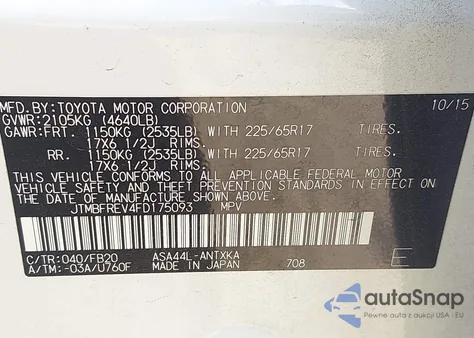 MFD.BY:TOYOTA MOTOR CORPORATION 10/15
GVWR:2105KG (4640LB)
GAWR:FRT. 1150KG (2535LB) WITH 225/65R17 TIRES.
17X6 1/2J RIMS.
RR. 1150KG (2535LB) WITH 225/65R17 TIRES.
17X6 1/2J RIMS.
THIS VEHICLE CONFORMS TO ALL APPLICABLE FEDERAL MOTOR
VEHICLE SAFETY AND THEFT PREVENTION STANDARDS IN EFFECT ON
THE DATE OF MANUFACTURE SHOWN ABOVE.
JTMBFREV4FD175093 MPV
C/TR:040/FB20 ASA44L-ANTXKA E
A/TM:-03A/U760F MADE IN JAPAN 708
autoSnap
Pewne auta z aukcji USA i EU